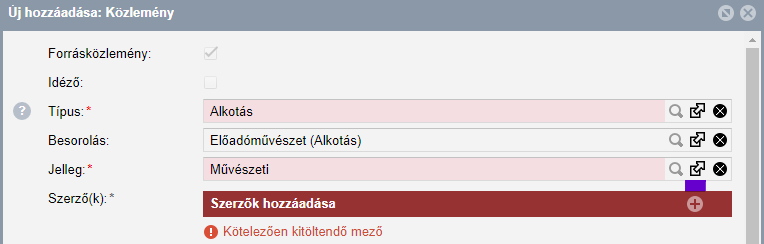 Új hozzáadása: Közlemény
Forrásközlemény:
Idéző:
? Típus:* Alkotás
Besorolás: Előadóművészet (Alkotás)
Jelleg:* Művészeti
Szerző(k):* Szerzők hozzáadása
Kötelezően kitöltendő mező